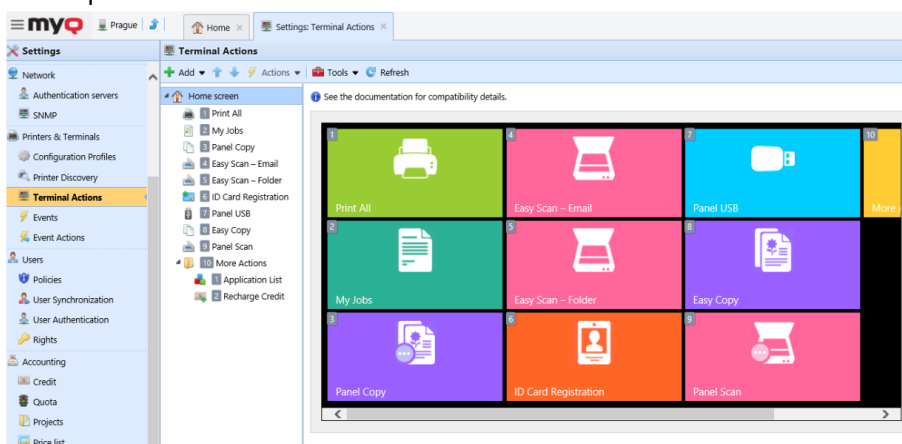 myQ Prague Home × Settings: Terminal Actions ×
Settings
Network
Authentication servers
SNMP
Printers & Terminals
Configuration Profiles
Printer Discovery
Terminal Actions
Events
Event Actions
Users
Policies
User Synchronization
User Authentication
Rights
Accounting
Credit
Quota
Projects
Price list
Terminal Actions
Add Actions Tools Refresh
Home screen
1 Print All
2 My Jobs
3 Panel Copy
4 Easy Scan – Email
5 Easy Scan – Folder
6 ID Card Registration
7 Panel USB
8 Easy Copy
9 Panel Scan
10 More Actions
1 Application List
2 Recharge Credit
See the documentation for compatibility details.
1 4 7 10
Print All Easy Scan – Email Panel USB More
2 5 8
My Jobs Easy Scan – Folder Easy Copy
3 6 9
Panel Copy ID Card Registration Panel Scan